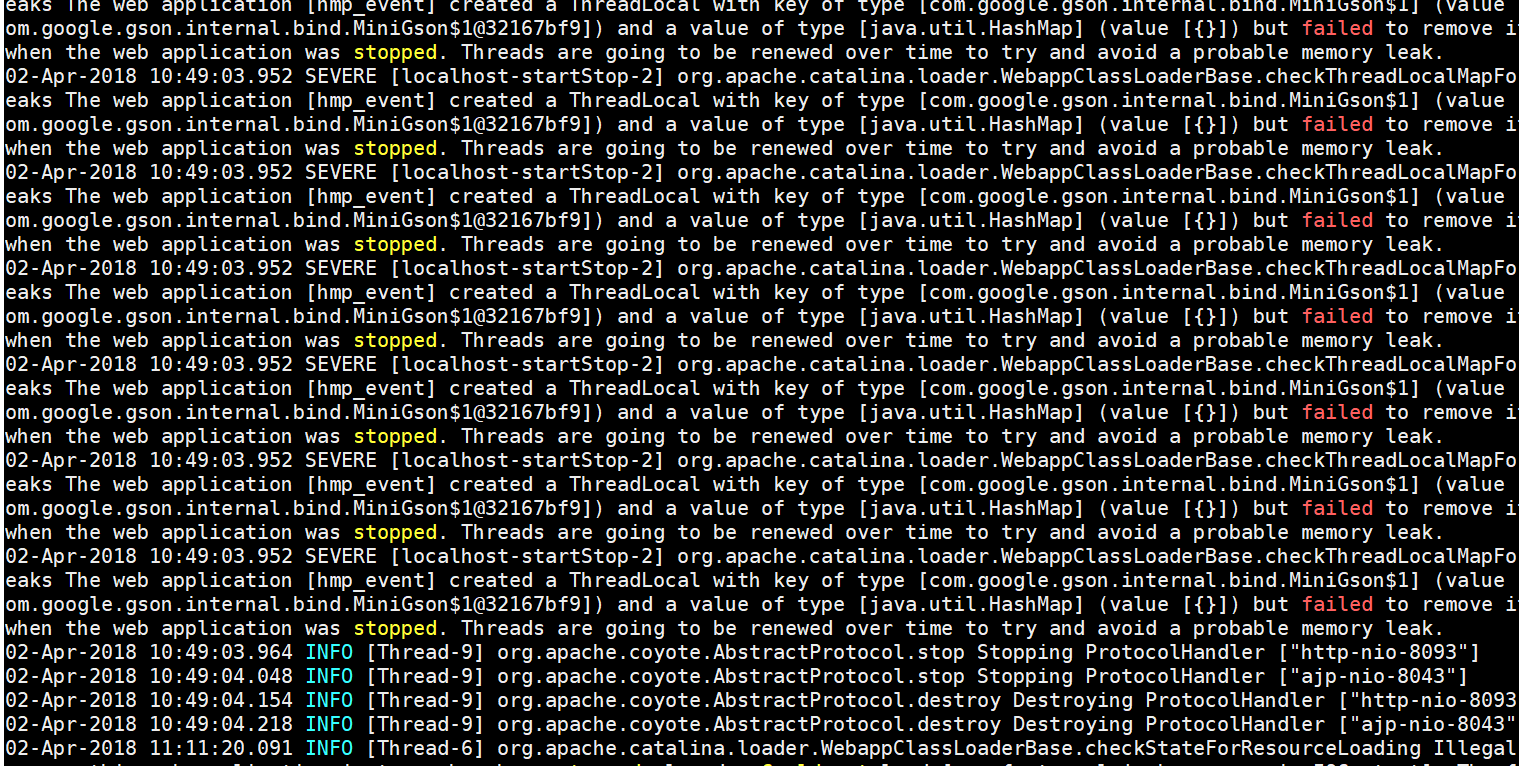 eaks The web application [hmp_event] created a ThreadLocal with key of type [com.google.gson.internal.bind.MiniGson$1] (value
om.google.gson.internal.bind.MiniGson$1@32167bf9]) and a value of type [java.util.HashMap] (value [{}]) but failed to remove i
when the web application was stopped. Threads are going to be renewed over time to try and avoid a probable memory leak.
02-Apr-2018 10:49:03.952 SEVERE [localhost-startStop-2] org.apache.catalina.loader.WebappClassLoaderBase.checkThreadLocalMapFo
eaks The web application [hmp_event] created a ThreadLocal with key of type [com.google.gson.internal.bind.MiniGson$1] (value
om.google.gson.internal.bind.MiniGson$1@32167bf9]) and a value of type [java.util.HashMap] (value [{}]) but failed to remove i
when the web application was stopped. Threads are going to be renewed over time to try and avoid a probable memory leak.
02-Apr-2018 10:49:03.952 SEVERE [localhost-startStop-2] org.apache.catalina.loader.WebappClassLoaderBase.checkThreadLocalMapFo
eaks The web application [hmp_event] created a ThreadLocal with key of type [com.google.gson.internal.bind.MiniGson$1] (value
om.google.gson.internal.bind.MiniGson$1@32167bf9]) and a value of type [java.util.HashMap] (value [{}]) but failed to remove i
when the web application was stopped. Threads are going to be renewed over time to try and avoid a probable memory leak.
02-Apr-2018 10:49:03.952 SEVERE [localhost-startStop-2] org.apache.catalina.loader.WebappClassLoaderBase.checkThreadLocalMapFo
eaks The web application [hmp_event] created a ThreadLocal with key of type [com.google.gson.internal.bind.MiniGson$1] (value
om.google.gson.internal.bind.MiniGson$1@32167bf9]) and a value of type [java.util.HashMap] (value [{}]) but failed to remove i
when the web application was stopped. Threads are going to be renewed over time to try and avoid a probable memory leak.
02-Apr-2018 10:49:03.952 SEVERE [localhost-startStop-2] org.apache.catalina.loader.WebappClassLoaderBase.checkThreadLocalMapFo
eaks The web application [hmp_event] created a ThreadLocal with key of type [com.google.gson.internal.bind.MiniGson$1] (value
om.google.gson.internal.bind.MiniGson$1@32167bf9]) and a value of type [java.util.HashMap] (value [{}]) but failed to remove i
when the web application was stopped. Threads are going to be renewed over time to try and avoid a probable memory leak.
02-Apr-2018 10:49:03.952 SEVERE [localhost-startStop-2] org.apache.catalina.loader.WebappClassLoaderBase.checkThreadLocalMapFo
eaks The web application [hmp_event] created a ThreadLocal with key of type [com.google.gson.internal.bind.MiniGson$1] (value
om.google.gson.internal.bind.MiniGson$1@32167bf9]) and a value of type [java.util.HashMap] (value [{}]) but failed to remove i
when the web application was stopped. Threads are going to be renewed over time to try and avoid a probable memory leak.
02-Apr-2018 10:49:03.952 SEVERE [localhost-startStop-2] org.apache.catalina.loader.WebappClassLoaderBase.checkThreadLocalMapFo
eaks The web application [hmp_event] created a ThreadLocal with key of type [com.google.gson.internal.bind.MiniGson$1] (value
om.google.gson.internal.bind.MiniGson$1@32167bf9]) and a value of type [java.util.HashMap] (value [{}]) but failed to remove i
when the web application was stopped. Threads are going to be renewed over time to try and avoid a probable memory leak.
02-Apr-2018 10:49:03.964 INFO [Thread-9] org.apache.coyote.AbstractProtocol.stop Stopping ProtocolHandler ["http-nio-8093"]
02-Apr-2018 10:49:04.048 INFO [Thread-9] org.apache.coyote.AbstractProtocol.stop Stopping ProtocolHandler ["ajp-nio-8043"]
02-Apr-2018 10:49:04.154 INFO [Thread-9] org.apache.coyote.AbstractProtocol.destroy Destroying ProtocolHandler ["http-nio-8093
02-Apr-2018 10:49:04.218 INFO [Thread-9] org.apache.coyote.AbstractProtocol.destroy Destroying ProtocolHandler ["ajp-nio-8043"
02-Apr-2018 11:11:20.091 INFO [Thread-6] org.apache.catalina.loader.WebappClassLoaderBase.checkStateForResourceLoading Illegal